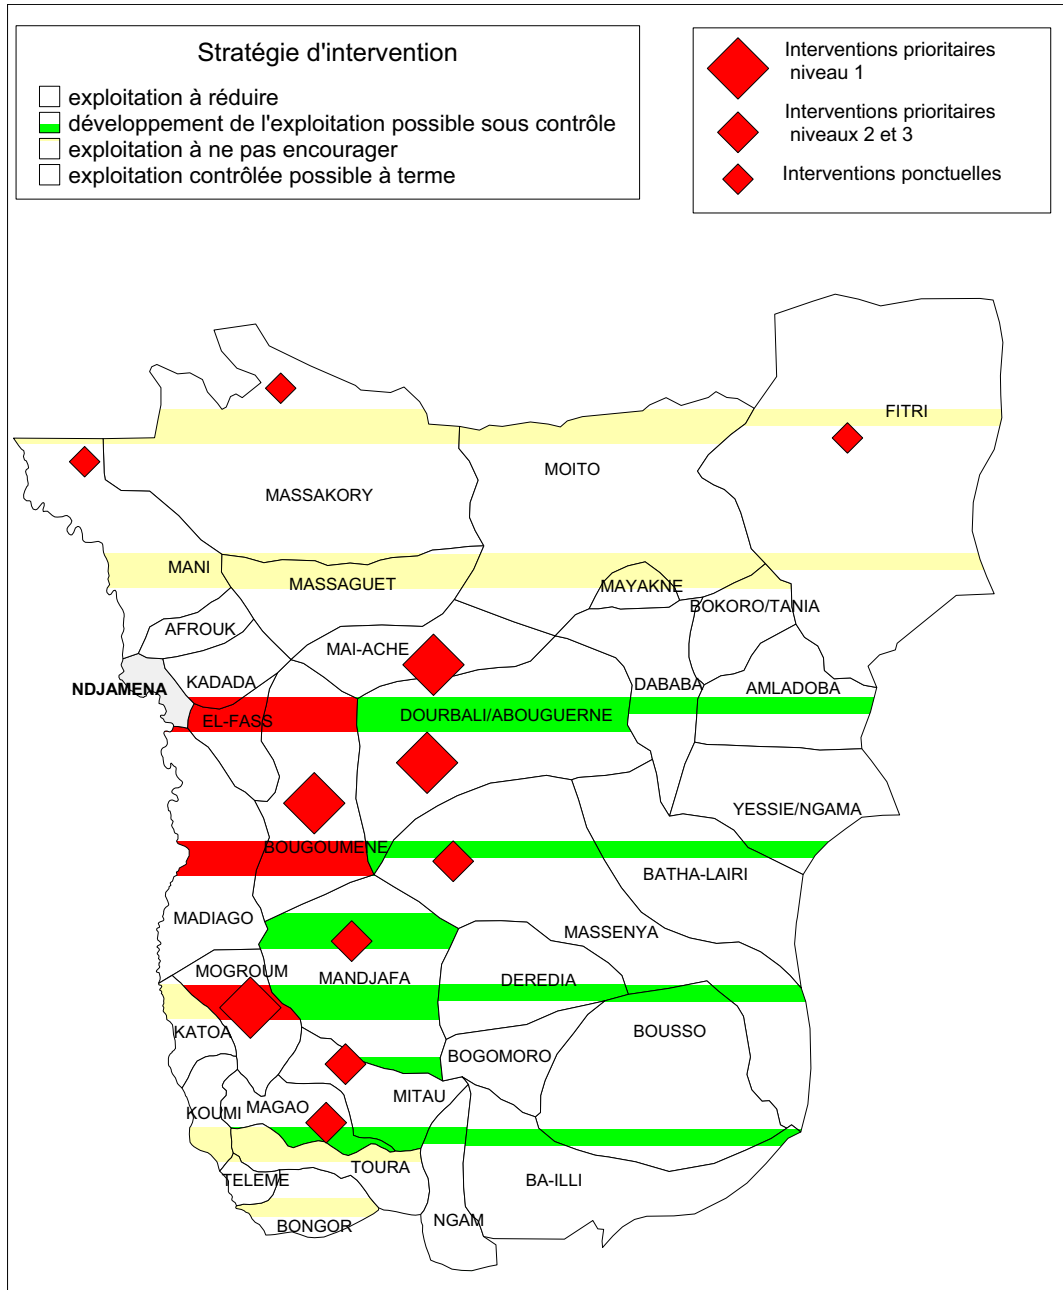 Stratégie d'intervention
exploitation à réduire
développement de l'exploitation possible sous contrôle
exploitation à ne pas encourager
exploitation contrôlée possible à terme
Interventions prioritaires
niveau 1
Interventions prioritaires
niveaux 2 et 3
Interventions ponctuelles
FITRI
MOITO
MASSAKORY
MANI
MASSAGUET
MAYAKNE
BOKORO/TANIA
AFROUK
MAI-ACHE
KADADA
DABABA
AMLADOBA
NDJAMENA
EL-FASS
DOURBALI/ABOUGUERNE
YESSIE/NGAMA
BOUGOUMENE
BATHA-LAIRI
MADIAGO
MASSENYA
MOGROUM
MANDJAFA
DEREDIA
KATOA
BOUSSO
BOGOMORO
MITAU
KOUMI
MAGAO
TOURA
TELEME
BA-ILLI
BONGOR
NGAM